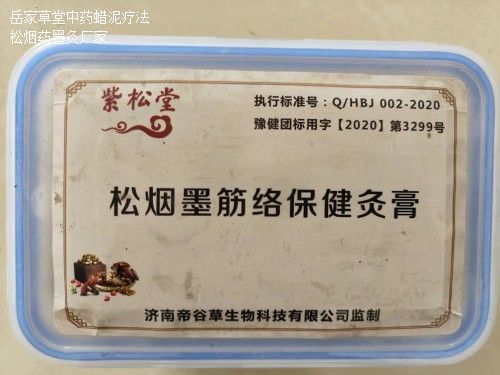 岳家草堂中药蜡泥疗法
松烟药墨灸厂家
紫松堂
执行标准号：Q/HBJ 002-2020
豫健团标用字【2020】第3299号
松烟墨筋络保健灸膏
济南帝谷草生物科技有限公司监制